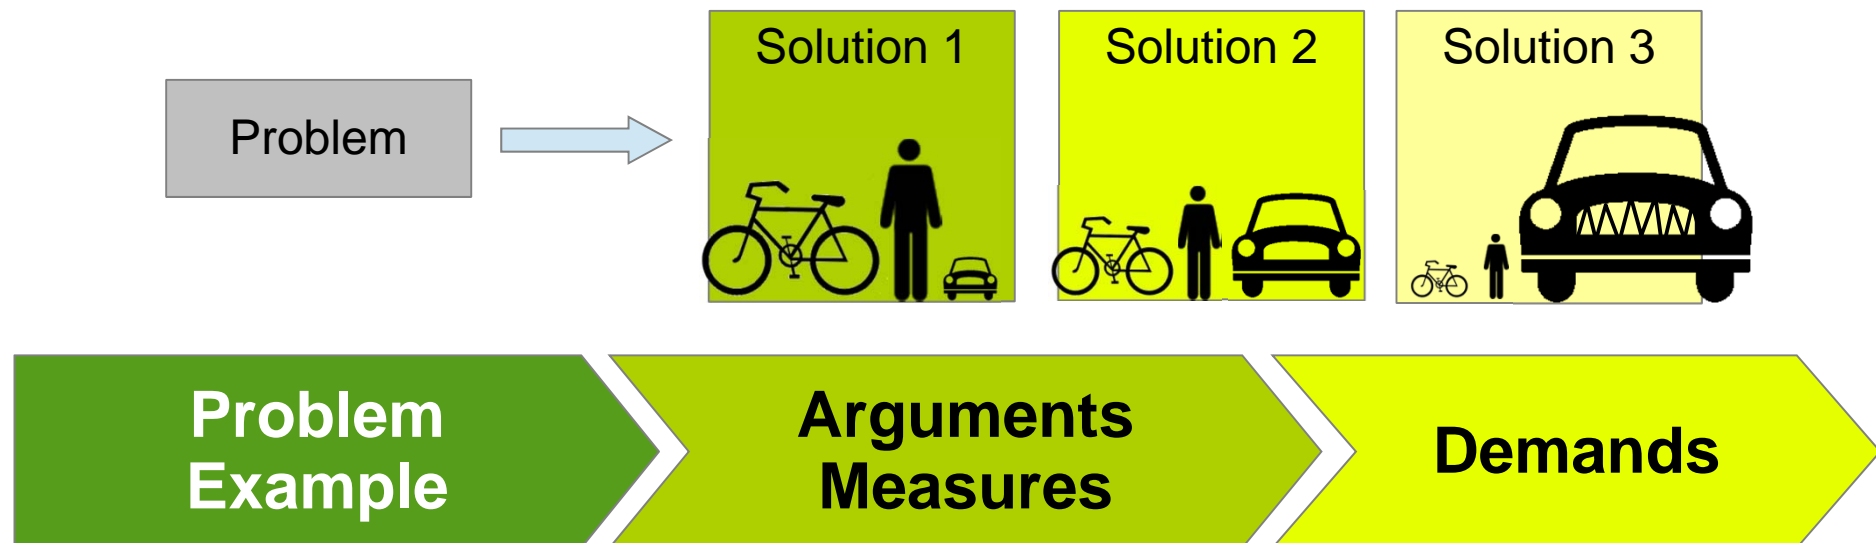 Problem
Solution 1
Solution 2
Solution 3
Problem
Example
Arguments
Measures
Demands